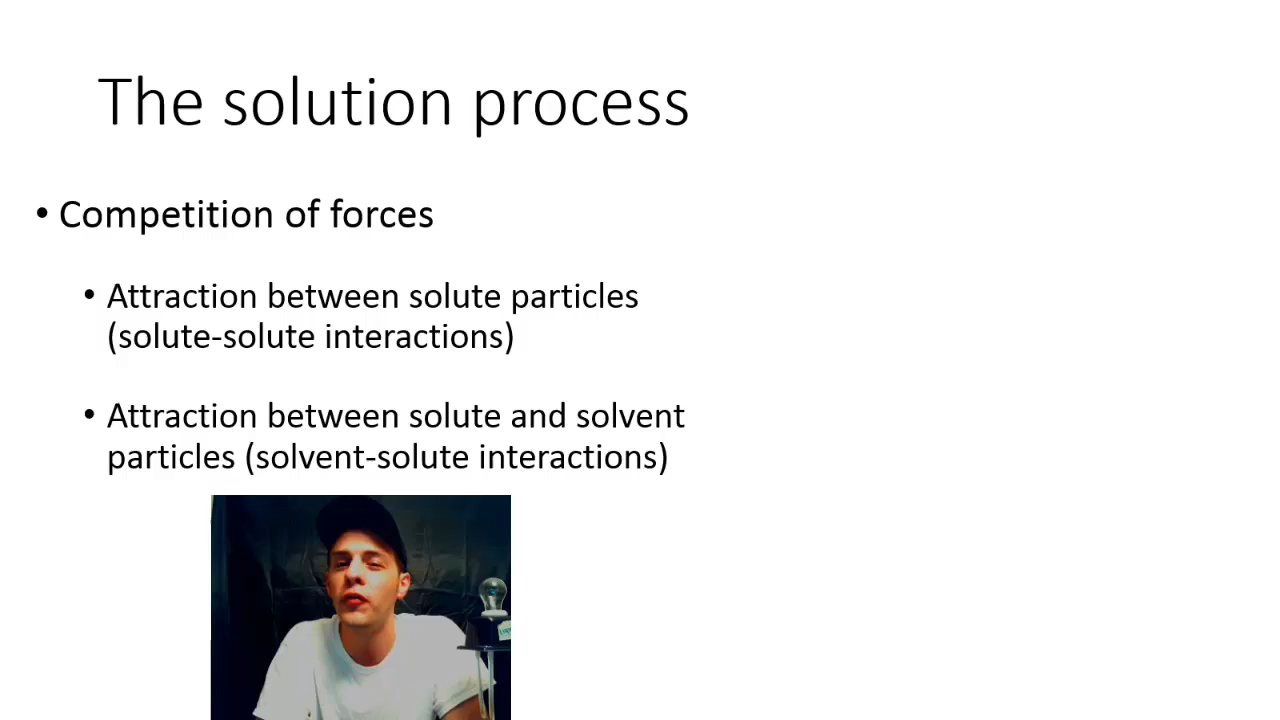 The solution process
• Competition of forces
• Attraction between solute particles
(solute-solute interactions)
• Attraction between solute and solvent
particles (solvent-solute interactions)